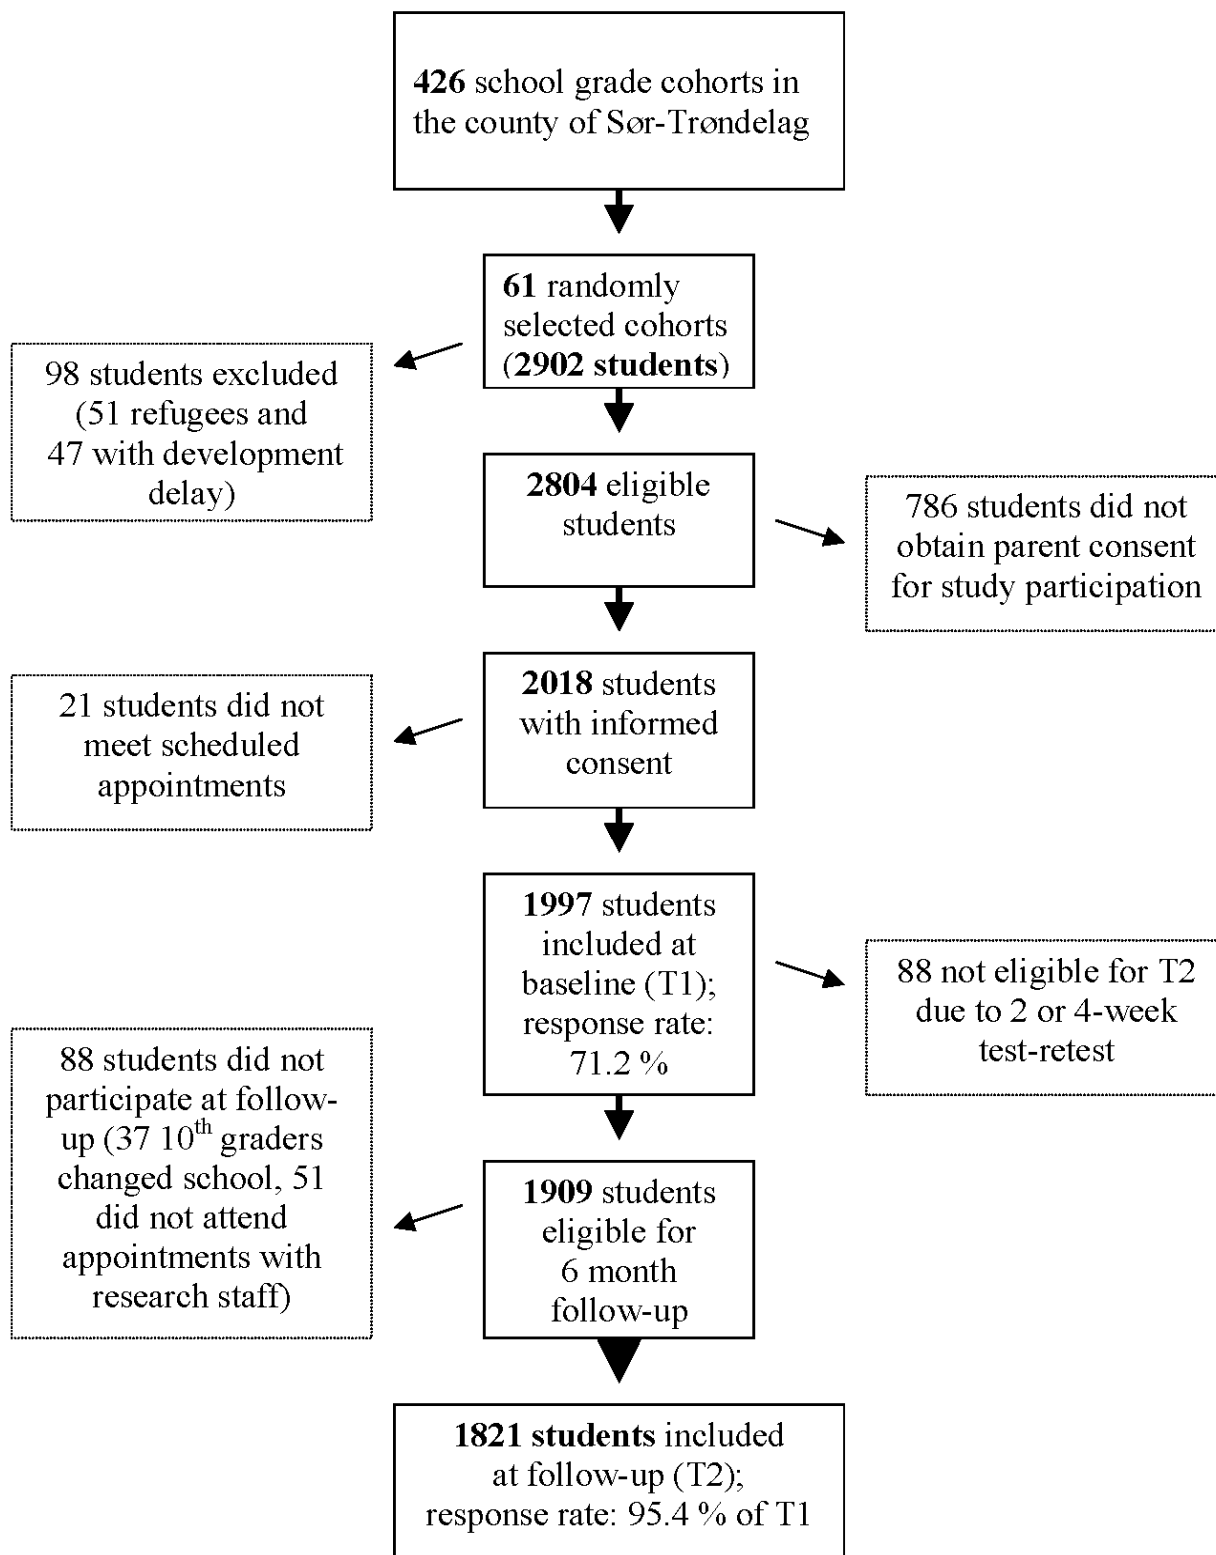 426 school grade cohorts in
the county of Sør-Trøndelag
61 randomly
selected cohorts
(2902 students)
98 students excluded
(51 refugees and
47 with development
delay)
2804 eligible
students
786 students did not
obtain parent consent
for study participation
2018 students
with informed
consent
21 students did not
meet scheduled
appointments
1997 students
included at
baseline (T1);
response rate:
71.2 %
88 not eligible for T2
due to 2 or 4-week
test-retest
88 students did not
participate at follow-
up (37 10th graders
changed school, 51
did not attend
appointments with
research staff)
1909 students
eligible for
6 month
follow-up
1821 students included
at follow-up (T2);
response rate: 95.4 % of T1